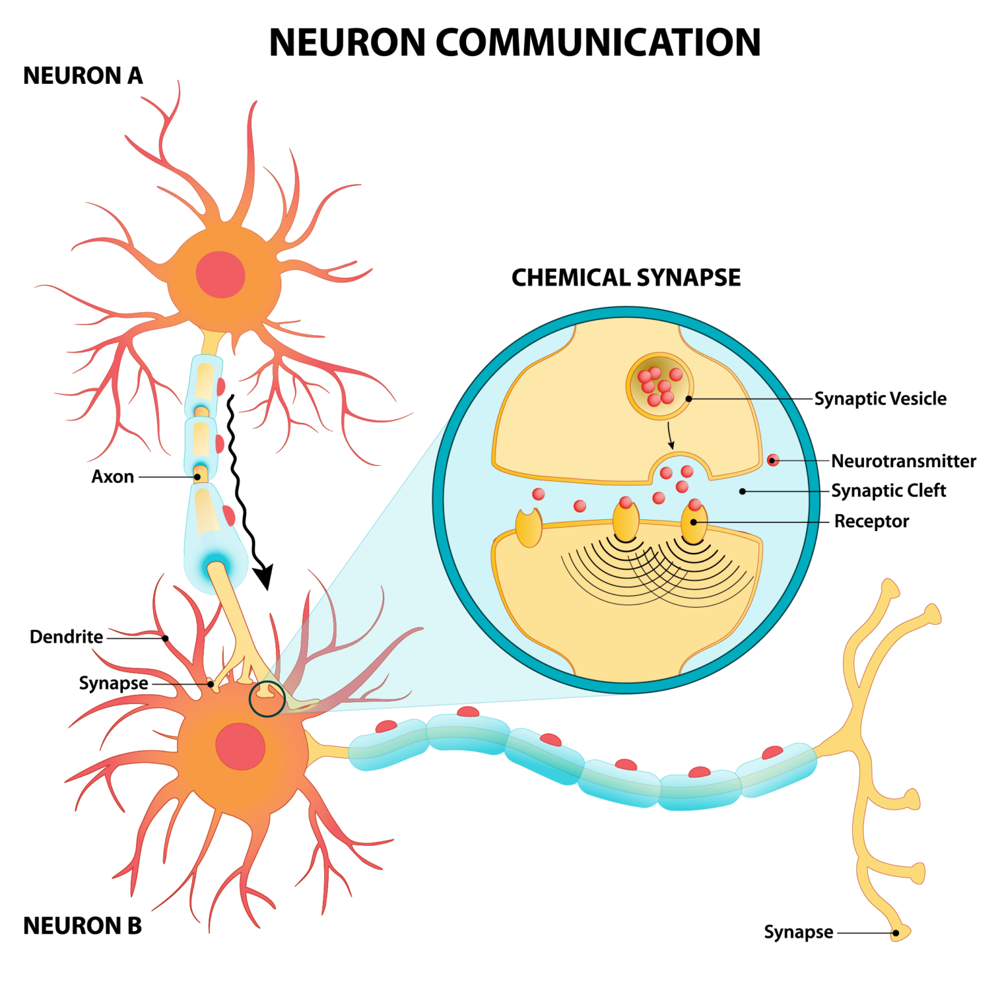 NEURON COMMUNICATION
NEURON A
CHEMICAL SYNAPSE
Synaptic Vesicle
Neurotransmitter
Axon
Synaptic Cleft
Receptor
Dendrite
Synapse
NEURON B
Synapse